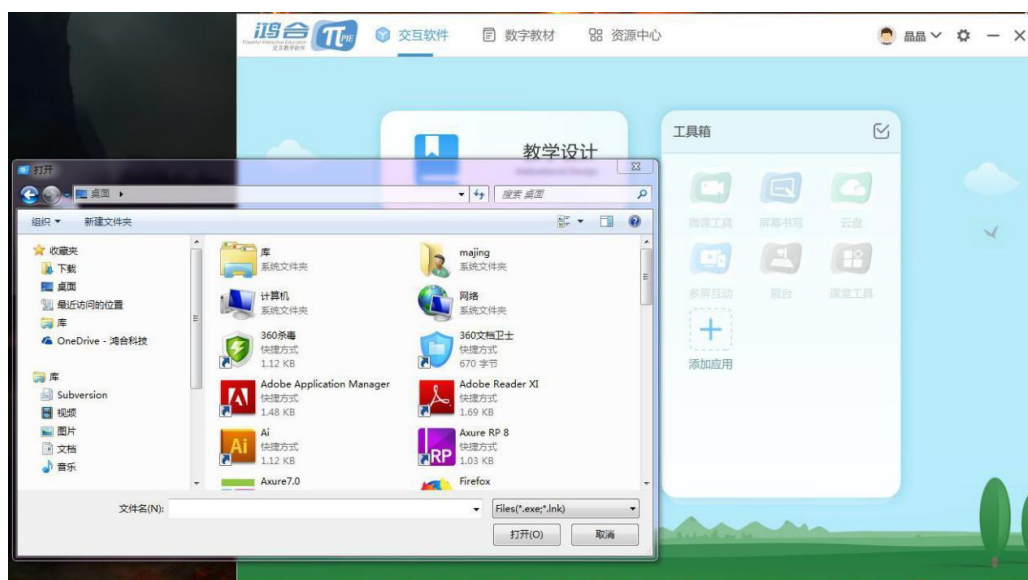 鸿合
π PIE
交互教学软件
交互软件
数字教材
资源中心
晶晶
教学设计
工具箱
微课工具
屏幕书写
云盘
多屏互动
展台
课堂工具
添加应用
打开
桌面
搜索 桌面
组织
新建文件夹
收藏夹
下载
桌面
最近访问的位置
库
OneDrive - 鸿合科技
库
Subversion
视频
图片
文档
音乐
库
系统文件夹
majing
系统文件夹
计算机
系统文件夹
网络
系统文件夹
360杀毒
快捷方式
1.12 KB
360文档卫士
快捷方式
670 字节
Adobe Application Manager
快捷方式
1.48 KB
Adobe Reader XI
快捷方式
1.69 KB
Ai
快捷方式
1.12 KB
Axure RP 8
快捷方式
1.03 KB
Axure7.0
Firefox
文件名(N):
Files(*.exe;*.lnk)
打开(O)
取消